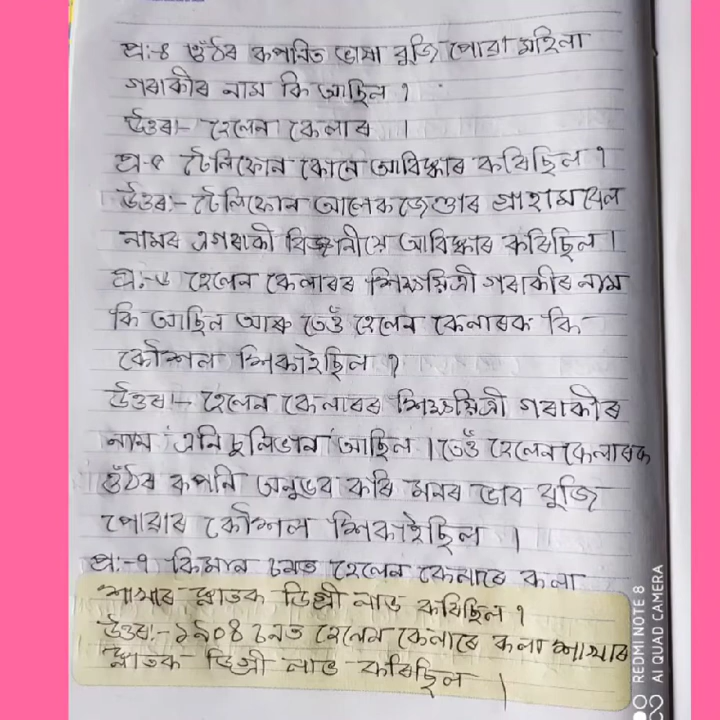 প্ৰ:-৪ ওঁঠৰ কপনিত ভাষা বুজি পোৱা মহিলা
গৰাকীৰ নাম কি আছিল ?
উত্তৰ:- হেলেন কেলাৰ ।
প্ৰ-৫ টেলিফোন কোনে আবিষ্কাৰ কৰিছিল ?
উত্তৰ:- টেলিফোন আলেকজেণ্ডাৰ গ্ৰাহামবেল
নামৰ এগৰাকী বিজ্ঞানীয়ে আবিষ্কাৰ কৰিছিল ।
প্ৰ:-৬ হেলেন কেলাৰৰ শিক্ষয়িত্ৰী গৰাকীৰ নাম
কি আছিল আৰু তেওঁ হেলেন কেলাৰক কি
কৌশল শিকাইছিল ?
উত্তৰ:- হেলেন কেলাৰৰ শিক্ষয়িত্ৰী গৰাকীৰ
নাম এনি চুলিভান আছিল । তেওঁ হেলেন কেলাৰক
ওঁঠৰ কপনি অনুভৱ কৰি মনৰ ভাব বুজি
পোৱাৰ কৌশল শিকাইছিল ।
প্ৰ:-৭ কিমান চনত হেলেন কেলাৰে কলা
শাখাৰ স্নাতক ডিগ্ৰী লাভ কৰিছিল ?
উত্তৰ:- ১৯০৪ চনত হেলেন কেলাৰে কলা শাখাৰ
স্নাতক ডিগ্ৰী লাভ কৰিছিল ।
REDMI NOTE 8
AI QUAD CAMERA